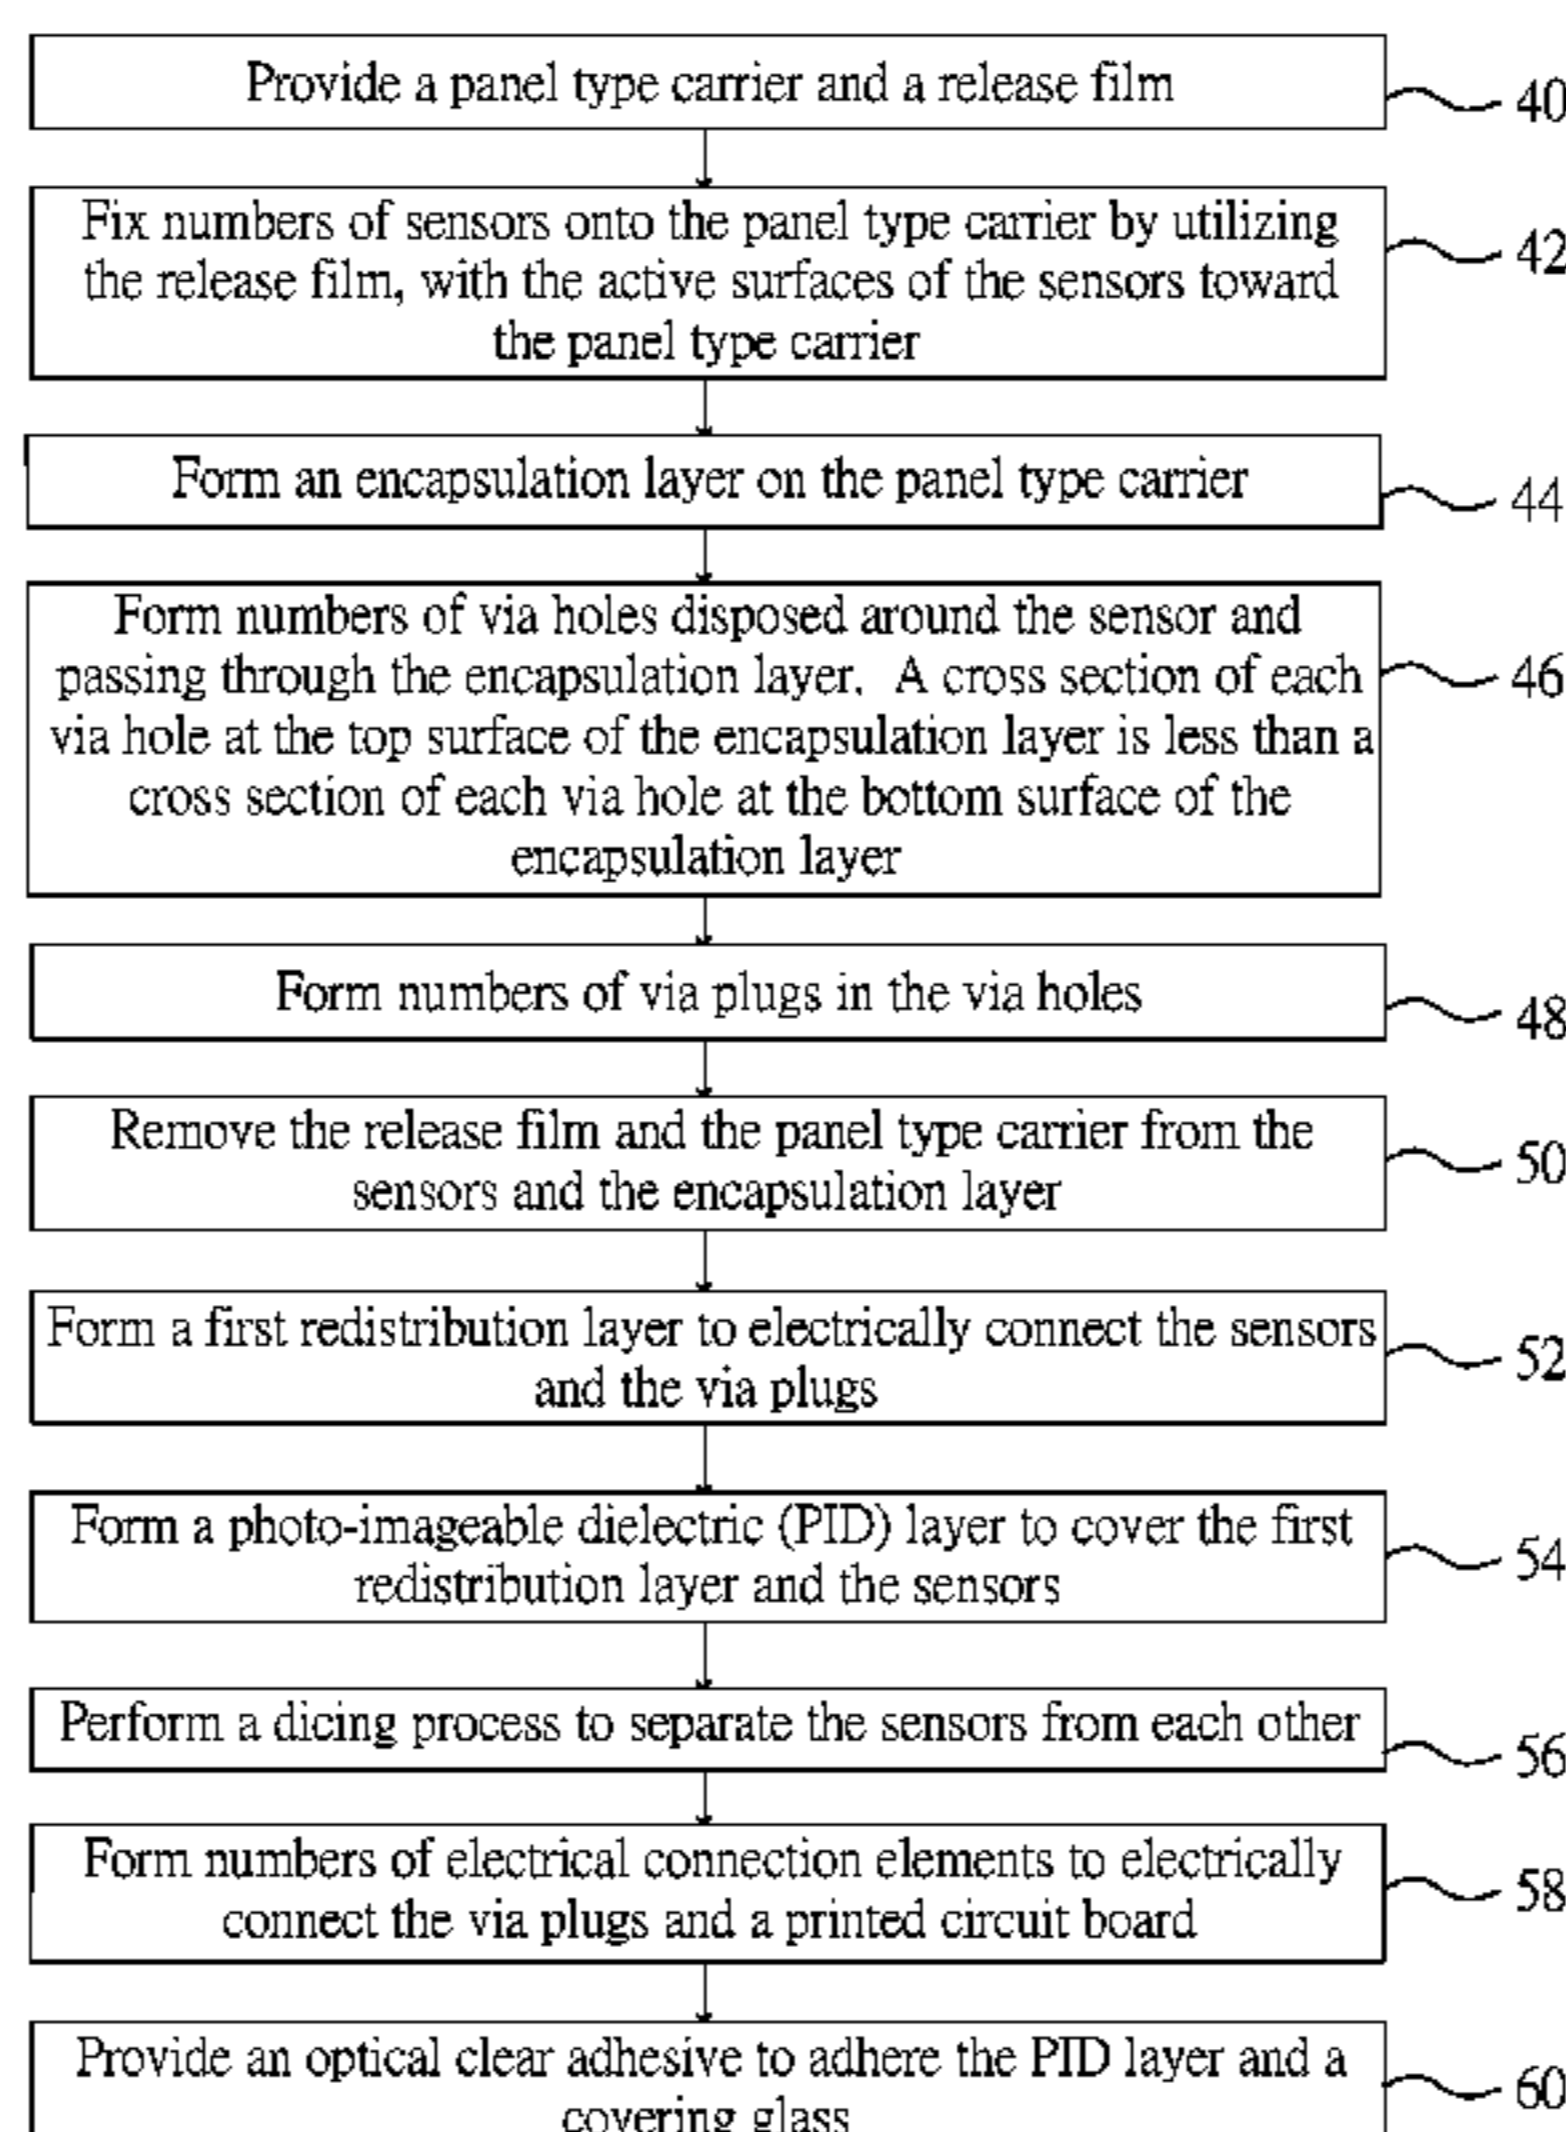 Provide a panel type carrier and a release film
40
Fix numbers of sensors onto the panel type carrier by utilizing
the release film, with the active surfaces of the sensors toward
the panel type carrier
42
Form an encapsulation layer on the panel type carrier
44
Form numbers of via holes disposed around the sensor and
passing through the encapsulation layer. A cross section of each
via hole at the top surface of the encapsulation layer is less than a
cross section of each via hole at the bottom surface of the
encapsulation layer
46
Form numbers of via plugs in the via holes
48
Remove the release film and the panel type carrier from the
sensors and the encapsulation layer
50
Form a first redistribution layer to electrically connect the sensors
and the via plugs
52
Form a photo-imageable dielectric (PID) layer to cover the first
redistribution layer and the sensors
54
Perform a dicing process to separate the sensors from each other
56
Form numbers of electrical connection elements to electrically
connect the via plugs and a printed circuit board
58
Provide an optical clear adhesive to adhere the PID layer and a
covering glass
60